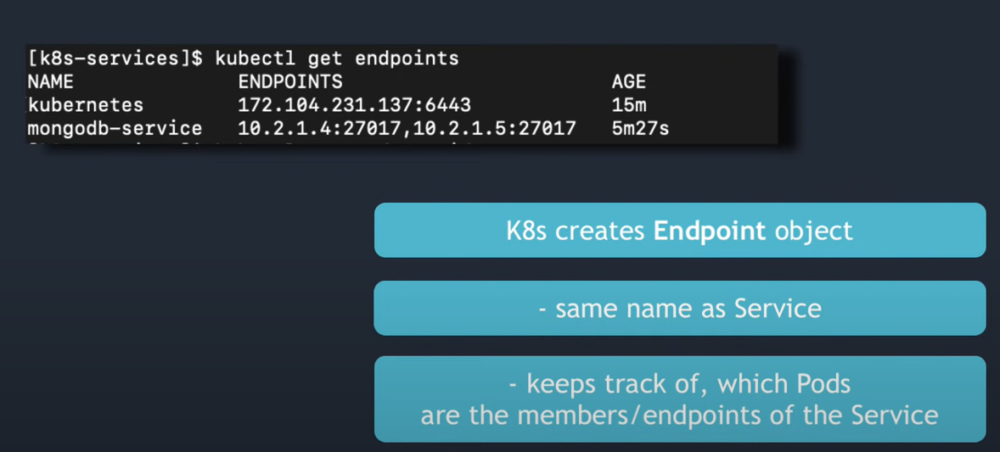 [k8s-services]$ kubectl get endpoints
NAME ENDPOINTS AGE
kubernetes 172.104.231.137:6443 15m
mongodb-service 10.2.1.4:27017,10.2.1.5:27017 5m27s
K8s creates Endpoint object
- same name as Service
- keeps track of, which Pods
are the members/endpoints of the Service